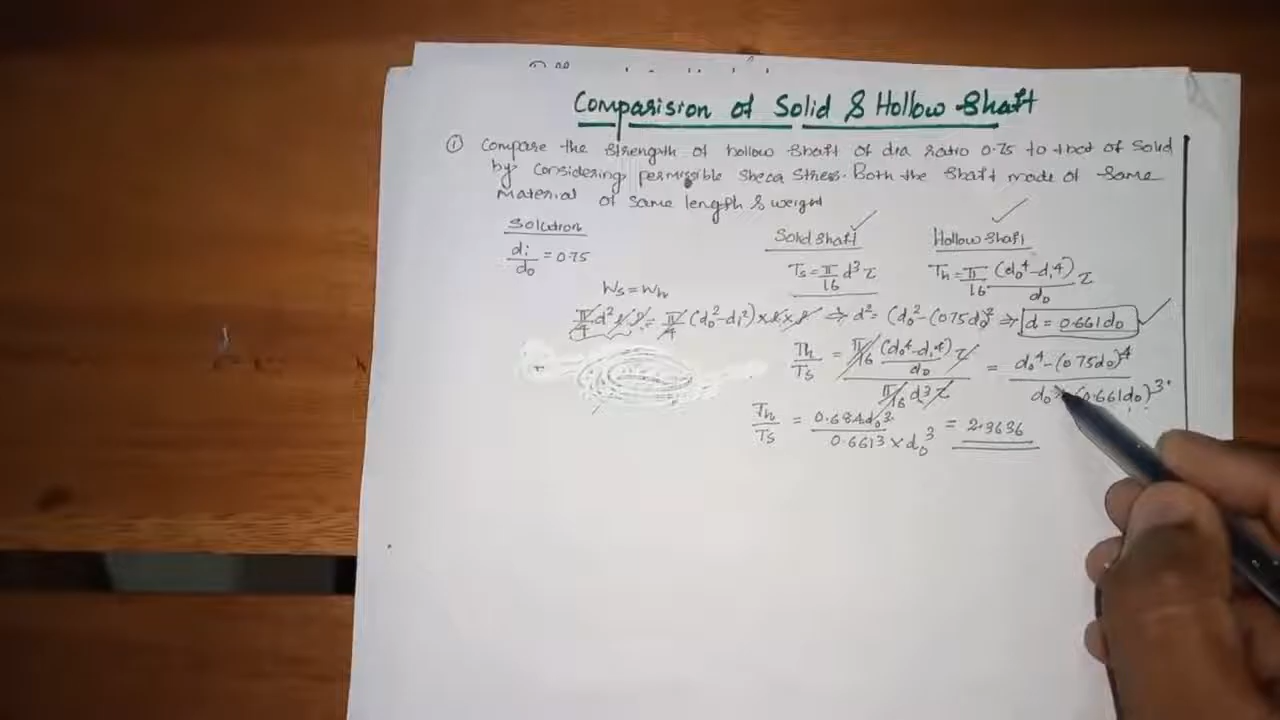 Comparision of Solid & Hollow Shaft
① Compare the strength of hollow shaft of dia ratio 0.75 to that of Solid
by Considering permissible Shear Stress. Both the Shaft made of Same
Material of Same length & weight
Solution
di/do = 0.75
Solid Shaft
Hollow Shaft
Ts = π/16 d³ τ
Th = π/16 (do⁴-di⁴)/do τ
Ws = Wh
π/4 d² = π/4 (do²-di²) ⇒ d² = (do²-(0.75do)² ⇒ d = 0.661do
Th/Ts = π/16 (do⁴-di⁴)/do τ / π/16 d³ τ = do⁴-(0.75do)⁴ / do × (0.661do)³
Th/Ts = 0.684do³ / 0.6613 × do³ = 2.3636